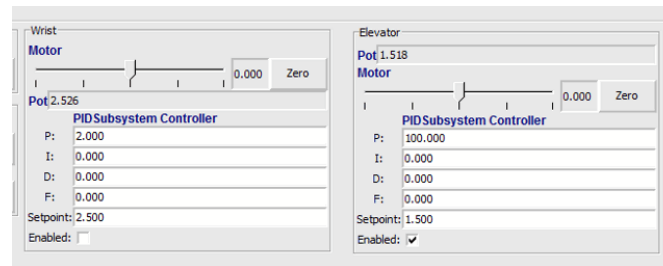 Wrist
Motor
0.000
Zero
Pot 2.526
PIDSubsystem Controller
P: 2.000
I: 0.000
D: 0.000
F: 0.000
Setpoint: 2.500
Enabled:
Elevator
Pot 1.518
Motor
0.000
Zero
PIDSubsystem Controller
P: 100.000
I: 0.000
D: 0.000
F: 0.000
Setpoint: 1.500
Enabled: